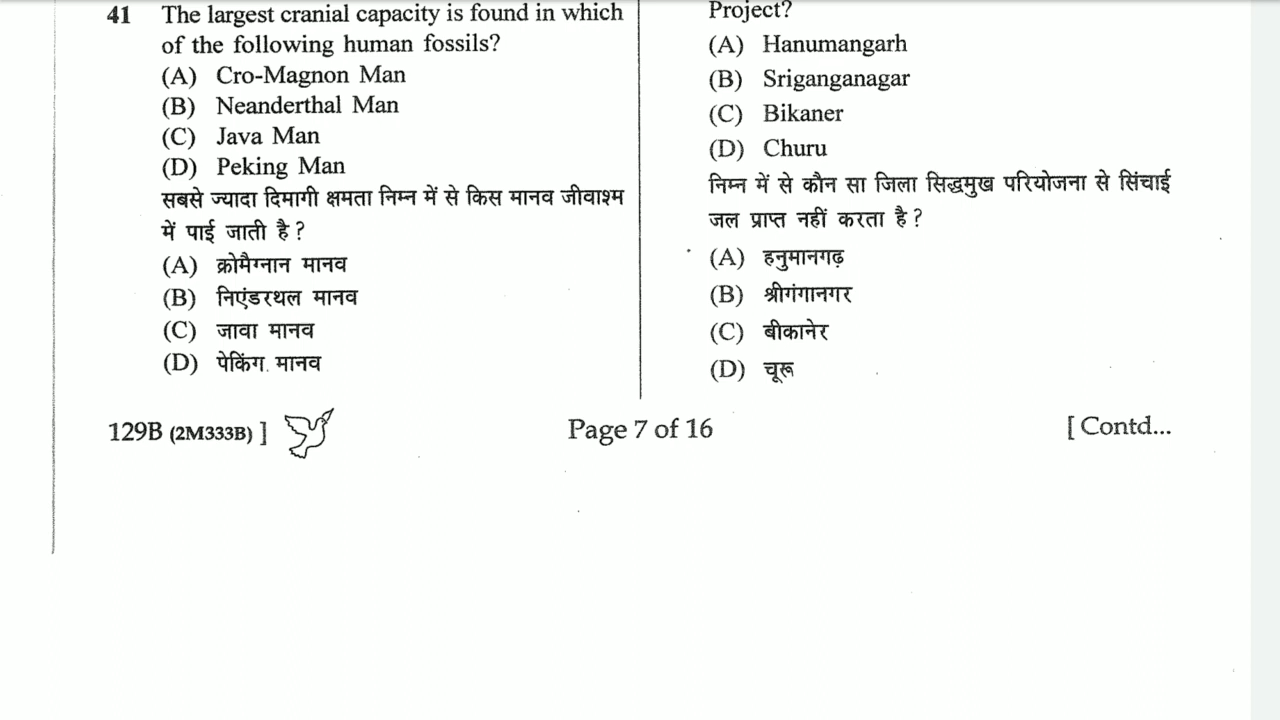 41 The largest cranial capacity is found in which
of the following human fossils?
(A) Cro-Magnon Man
(B) Neanderthal Man
(C) Java Man
(D) Peking Man
सबसे ज्यादा दिमागी क्षमता निम्न में से किस मानव जीवाश्म
में पाई जाती है ?
(A) क्रोमैग्नान मानव
(B) निएंडरथल मानव
(C) जावा मानव
(D) पेकिंग मानव
Project?
(A) Hanumangarh
(B) Sriganganagar
(C) Bikaner
(D) Churu
निम्न में से कौन सा जिला सिद्धमुख परियोजना से सिंचाई
जल प्राप्त नहीं करता है ?
(A) हनुमानगढ़
(B) श्रीगंगानगर
(C) बीकानेर
(D) चूरू
129B (2M333B) ]
Page 7 of 16
[ Contd...